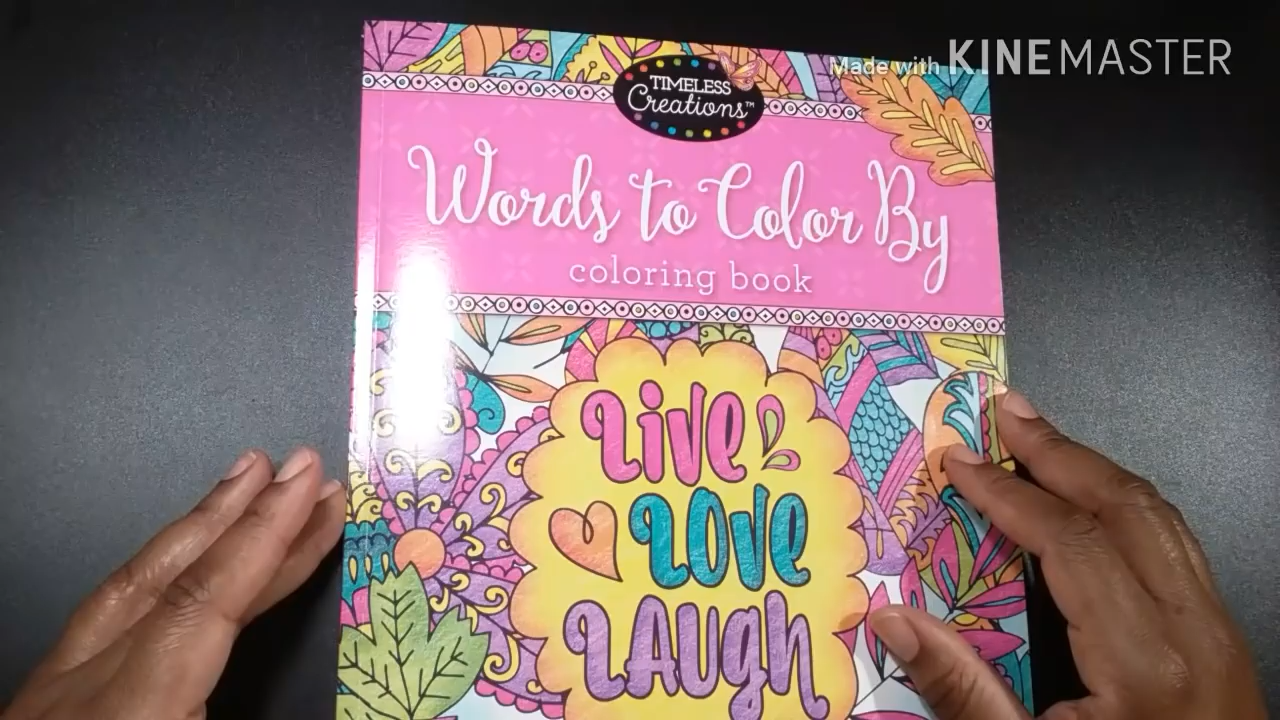 Made with KINEMASTER
TIMELESS
Creations™
Words to Color By
coloring book
Live
Love
Laugh